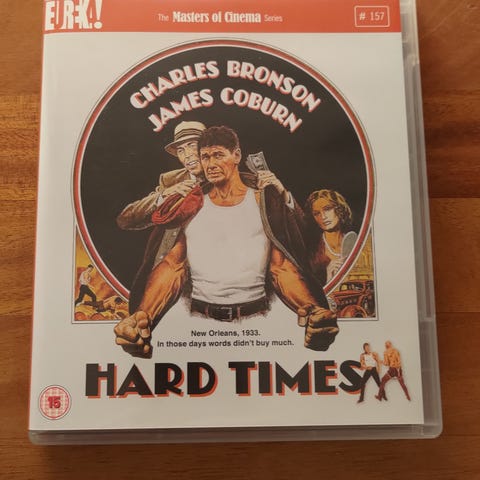 EUREKA!
The Masters of Cinema Series
# 157
CHARLES BRONSON
JAMES COBURN
New Orleans, 1933.
In those days words didn't buy much.
HARD TIMES
15